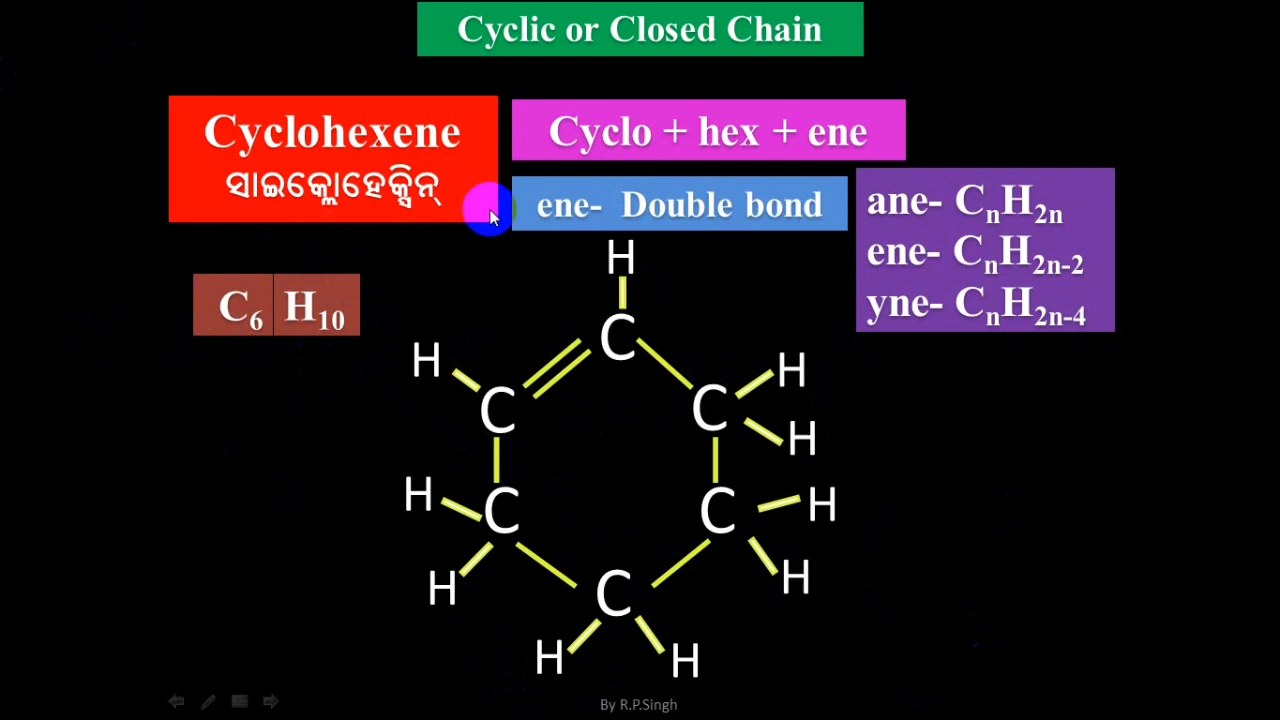 Cyclic or Closed Chain
Cyclohexene
ସାଇକ୍ଲୋହେକ୍ସିନ୍
Cyclo + hex + ene
ene- Double bond
ane- CnH2n
ene- CnH2n-2
yne- CnH2n-4
C6 H10
H
C
H
H
C
C
H
H
C
C
H
H
H
C
H
H
By R.P.Singh